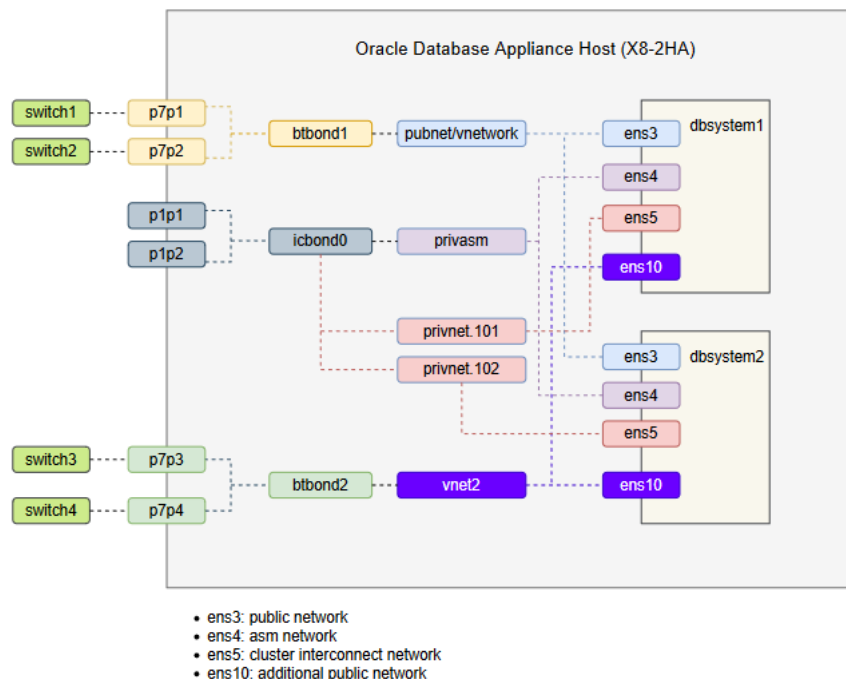 Oracle Database Appliance Host (X8-2HA)
switch1
p7p1
btbond1
pubnet/vnetwork
ens3
dbsystem1
switch2
p7p2
ens4
p1p1
ens5
icbond0
privasm
p1p2
ens10
privnet.101
ens3
dbsystem2
privnet.102
ens4
ens5
switch3
p7p3
btbond2
vnet2
ens10
switch4
p7p4
• ens3: public network
• ens4: asm network
• ens5: cluster interconnect network
• ens10: additional public network